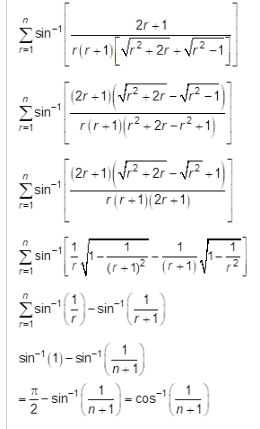 ∑_{r=1}^{n} sin⁻¹ [ (2r+1) / ( r(r+1) [ √(r²+2r) + √(r²−1) ] ) ]
∑_{r=1}^{n} sin⁻¹ [ (2r+1)( √(r²+2r) − √(r²−1) ) / ( r(r+1)(r²+2r−r²+1) ) ]
∑_{r=1}^{n} sin⁻¹ [ (2r+1)( √(r²+2r) − √(r²) +1 ) / ( r(r+1)(2r+1) ) ]
∑_{r=1}^{n} sin⁻¹ [ (1/r) √(1 − 1/(r+1)²) − (1/(r+1)) √(1 − 1/r²) ]
∑_{r=1}^{n} sin⁻¹ (1/r) − sin⁻¹ (1/(r+1))
sin⁻¹ (1) − sin⁻¹ (1/(n+1))
= π/2 − sin⁻¹ (1/(n+1)) = cos⁻¹ (1/(n+1))